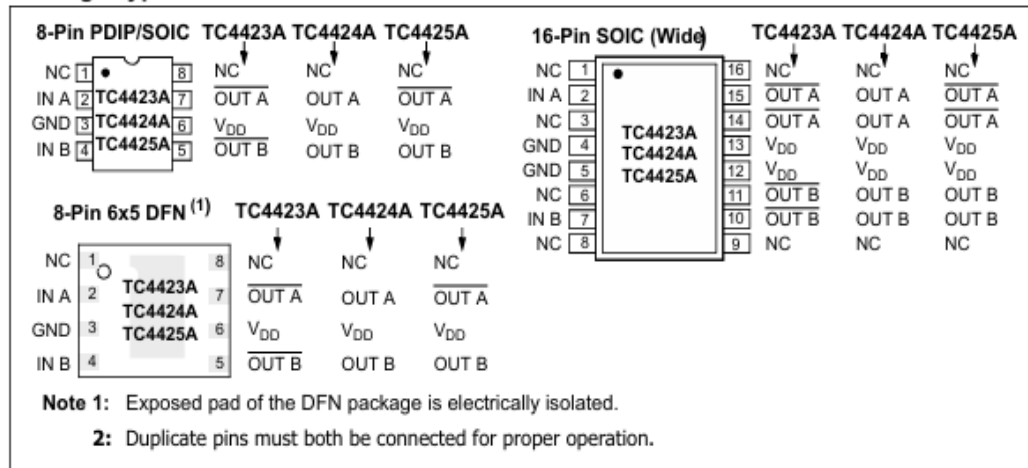 8-Pin PDIP/SOIC TC4423A TC4424A TC4425A
NC 1 8 NC NC NC
IN A 2 TC4423A 7 OUT A OUT A OUT A
GND 3 TC4424A 6 VDD VDD VDD
IN B 4 TC4425A 5 OUT B OUT B OUT B
16-Pin SOIC (Wide) TC4423A TC4424A TC4425A
NC 1 16 NC NC NC
IN A 2 15 OUT A OUT A OUT A
NC 3 TC4423A 14 OUT A OUT A OUT A
GND 4 TC4424A 13 VDD VDD VDD
GND 5 TC4425A 12 VDD VDD VDD
NC 6 11 OUT B OUT B OUT B
IN B 7 10 OUT B OUT B OUT B
NC 8 9 NC NC NC
8-Pin 6x5 DFN (1) TC4423A TC4424A TC4425A
NC 1 8 NC NC NC
IN A 2 TC4423A 7 OUT A OUT A OUT A
GND 3 TC4424A 6 VDD VDD VDD
IN B 4 TC4425A 5 OUT B OUT B OUT B
Note 1: Exposed pad of the DFN package is electrically isolated.
2: Duplicate pins must both be connected for proper operation.